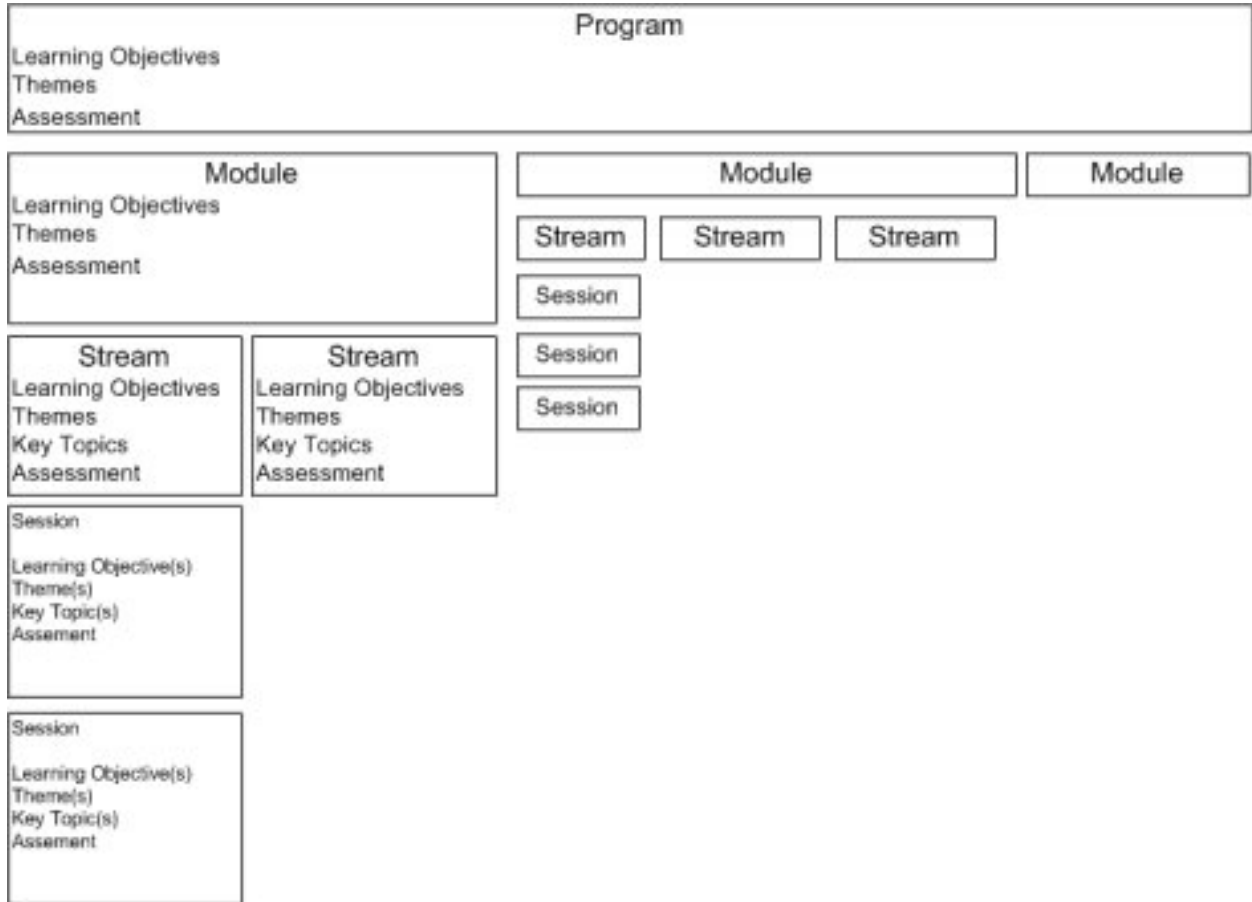 Program
Learning Objectives
Themes
Assessment
Module
Learning Objectives
Themes
Assessment
Module
Module
Stream
Stream
Stream
Session
Session
Session
Stream
Learning Objectives
Themes
Key Topics
Assessment
Stream
Learning Objectives
Themes
Key Topics
Assessment
Session
Learning Objective(s)
Theme(s)
Key Topic(s)
Assement
Session
Learning Objective(s)
Theme(s)
Key Topic(s)
Assement